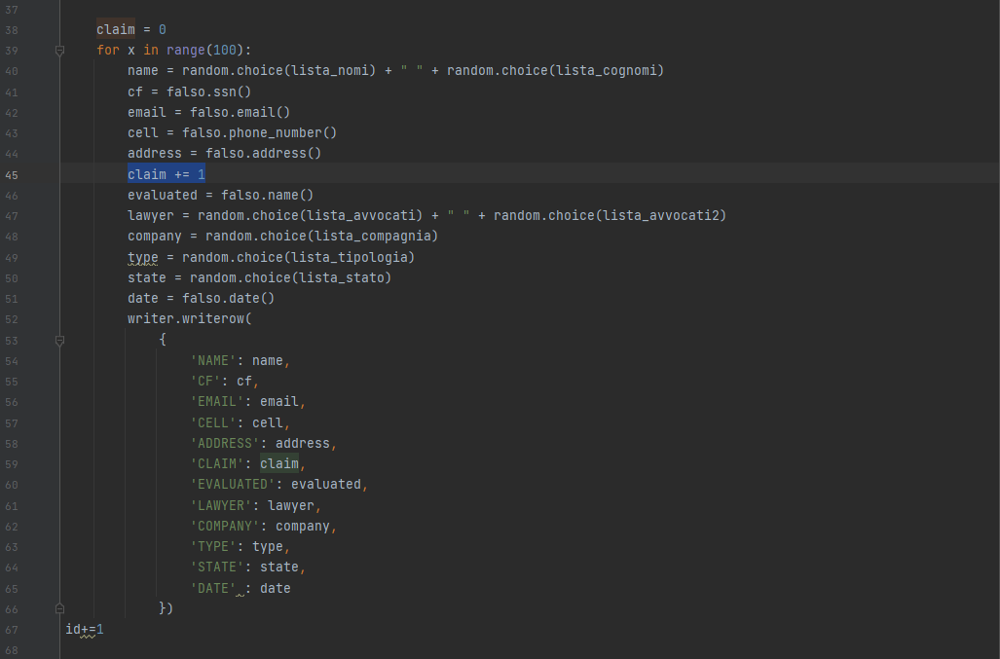 37
38 claim = 0
39 for x in range(100):
40 name = random.choice(lista_nomi) + " " + random.choice(lista_cognomi)
41 cf = falso.ssn()
42 email = falso.email()
43 cell = falso.phone_number()
44 address = falso.address()
45 claim += 1
46 evaluated = falso.name()
47 lawyer = random.choice(lista_avvocati) + " " + random.choice(lista_avvocati2)
48 company = random.choice(lista_compagnia)
49 type = random.choice(lista_tipologia)
50 state = random.choice(lista_stato)
51 date = falso.date()
52 writer.writerow(
53 {
54 'NAME': name,
55 'CF': cf,
56 'EMAIL': email,
57 'CELL': cell,
58 'ADDRESS': address,
59 'CLAIM': claim,
60 'EVALUATED': evaluated,
61 'LAWYER': lawyer,
62 'COMPANY': company,
63 'TYPE': type,
64 'STATE': state,
65 'DATE' : date
66 })
67 id+=1
68